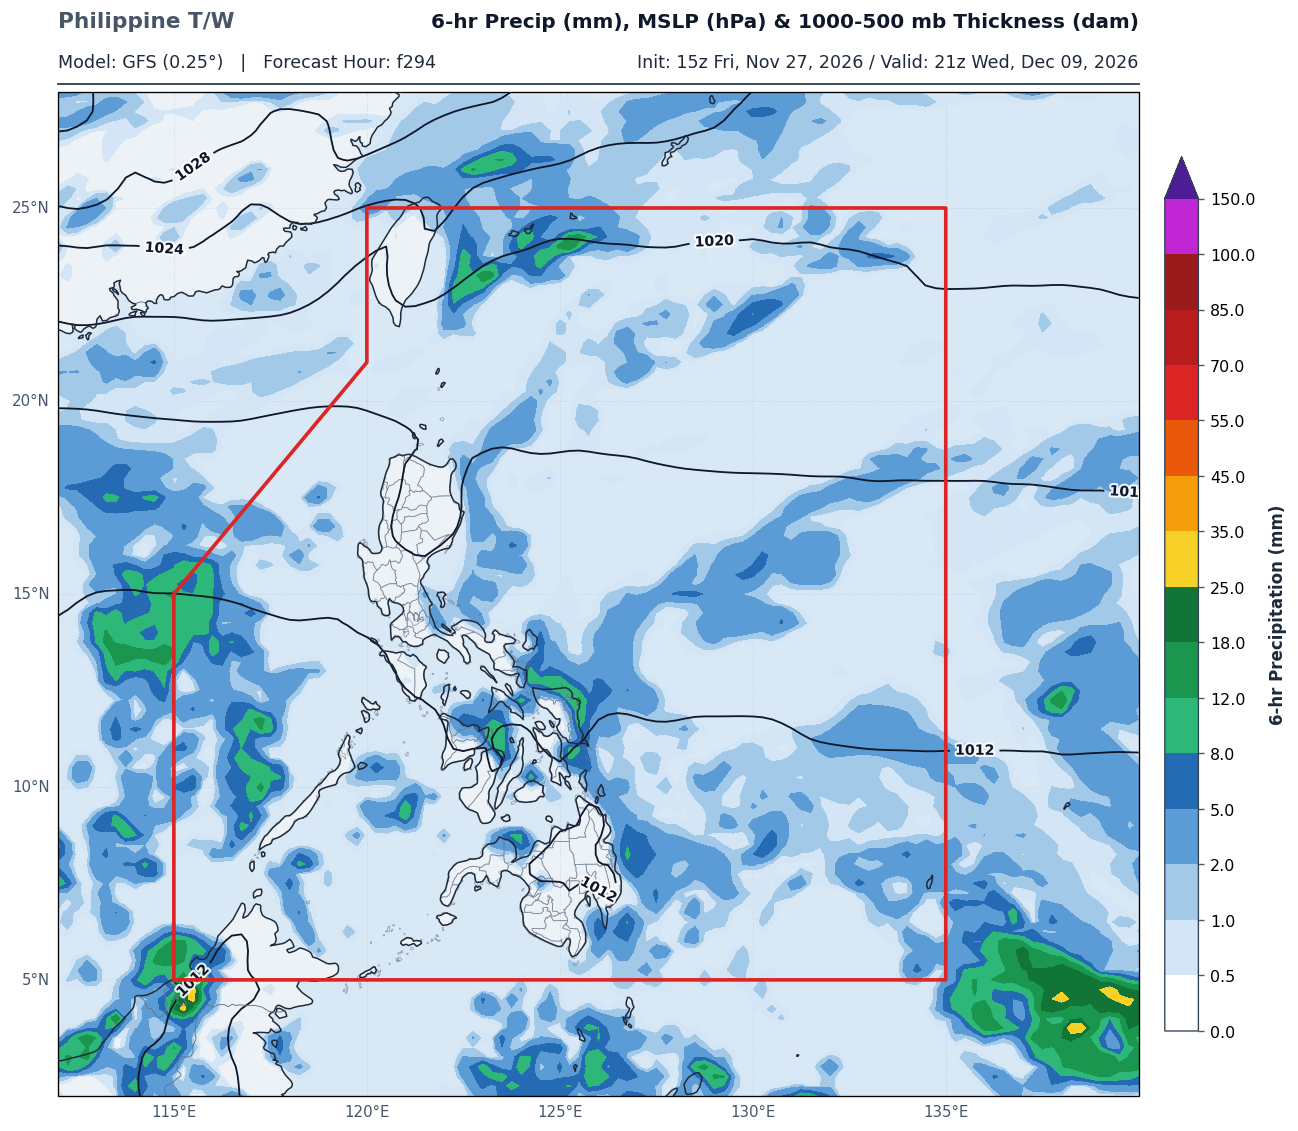 Philippine T/W
6-hr Precip (mm), MSLP (hPa) & 1000-500 mb Thickness (dam)
Model: GFS (0.25°) | Forecast Hour: f294
Init: 15z Fri, Nov 27, 2026 / Valid: 21z Wed, Dec 09, 2026
1028
1024
1020
101
1012
1012
1012
25°N
20°N
15°N
10°N
5°N
115°E
120°E
125°E
130°E
135°E
150.0
100.0
85.0
70.0
55.0
45.0
35.0
25.0
18.0
12.0
8.0
5.0
2.0
1.0
0.5
0.0
6-hr Precipitation (mm)